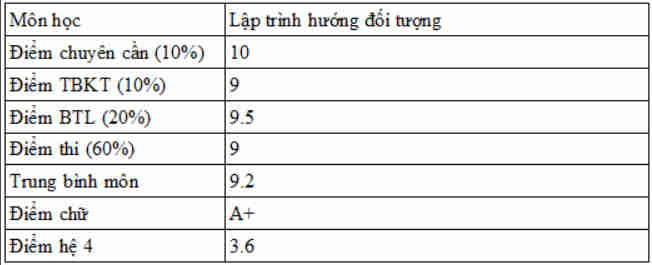 Môn học Lập trình hướng đối tượng
Điểm chuyên cần (10%) 10
Điểm TBKT (10%) 9
Điểm BTL (20%) 9.5
Điểm thi (60%) 9
Trung bình môn 9.2
Điểm chữ A+
Điểm hệ 4 3.6